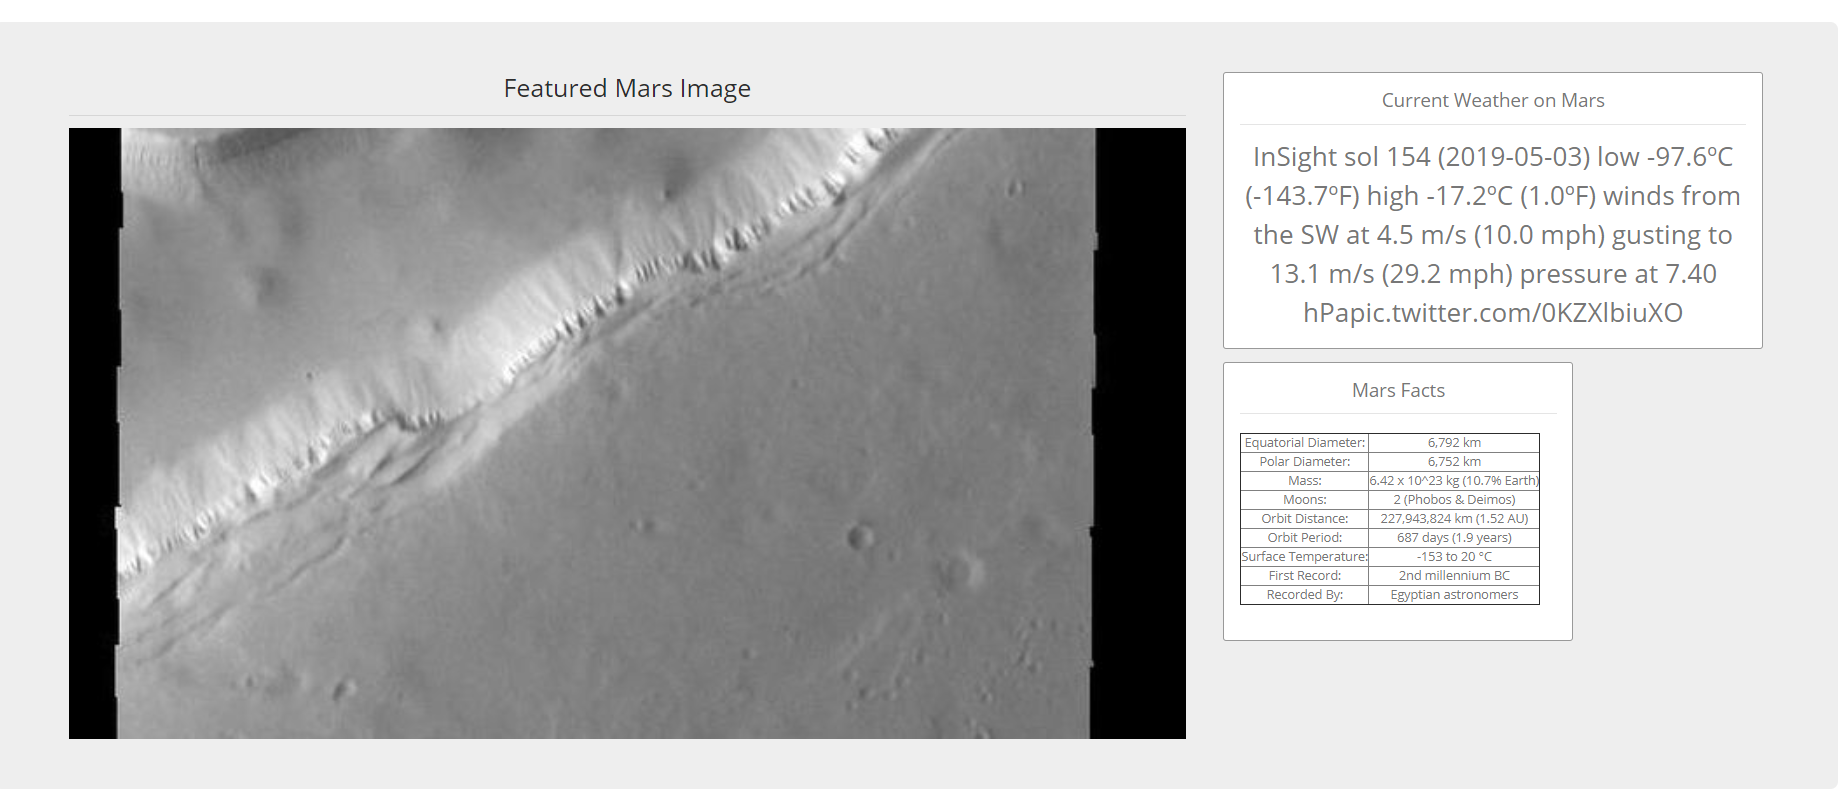 Featured Mars Image
Current Weather on Mars
InSight sol 154 (2019-05-03) low -97.6ºC
(-143.7ºF) high -17.2ºC (1.0ºF) winds from
the SW at 4.5 m/s (10.0 mph) gusting to
13.1 m/s (29.2 mph) pressure at 7.40
hPapic.twitter.com/0KZXlbiuXO
Mars Facts
Equatorial Diameter: 6,792 km
Polar Diameter: 6,752 km
Mass: 6.42 x 10^23 kg (10.7% Earth)
Moons: 2 (Phobos & Deimos)
Orbit Distance: 227,943,824 km (1.52 AU)
Orbit Period: 687 days (1.9 years)
Surface Temperature: -153 to 20 °C
First Record: 2nd millennium BC
Recorded By: Egyptian astronomers